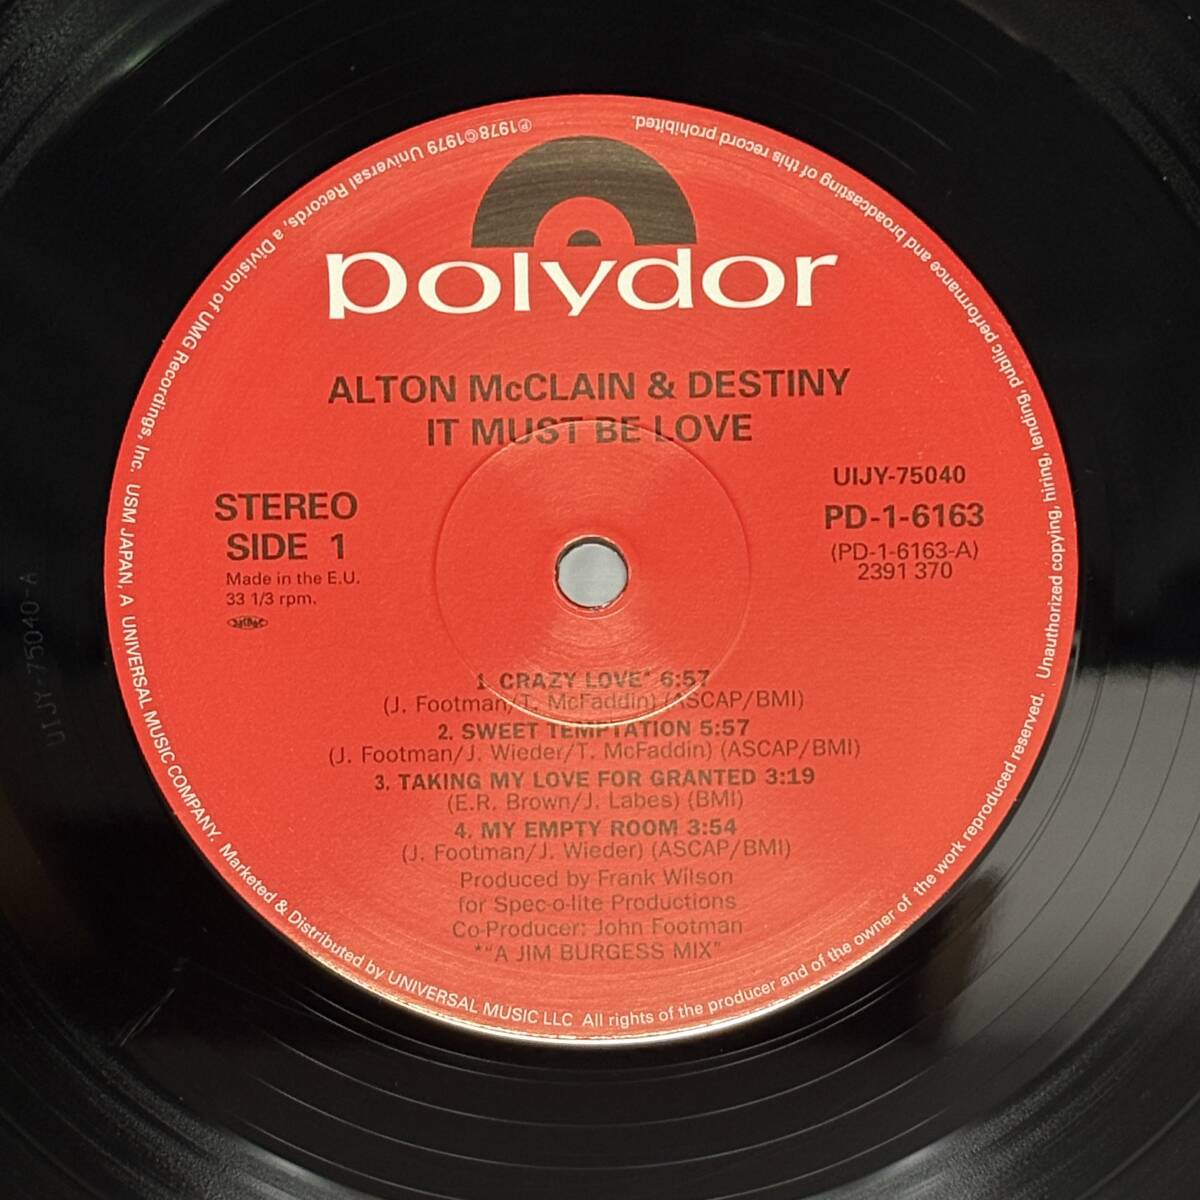 polydor
ALTON McCLAIN & DESTINY
IT MUST BE LOVE
UIJY-75040
PD-1-6163
(PD-1-6163-A)
2391 370
STEREO
SIDE 1
Made in the E.U.
33 1/3 rpm.
1. CRAZY LOVE* 6:57
(J. Footman/T. McFaddin) (ASCAP/BMI)
2. SWEET TEMPTATION 5:57
(J. Footman/J. Wieder/T. McFaddin) (ASCAP/BMI)
3. TAKING MY LOVE FOR GRANTED 3:19
(E.R. Brown/J. Labes) (BMI)
4. MY EMPTY ROOM 3:54
(J. Footman/J. Wieder) (ASCAP/BMI)
Produced by Frank Wilson
for Spec-o-lite Productions
Co-Producer: John Footman
*"A JIM BURGESS MIX"
℗1978©1979 Universal Records, a Division of UMG Recordings, Inc. USM JAPAN, A UNIVERSAL MUSIC COMPANY. Marketed & Distributed by UNIVERSAL MUSIC LLC All rights of the producer and of the owner of the work reproduced reserved. Unauthorized copying, hiring, lending, public performance and broadcasting of this record prohibited.
UIJY-75040-A